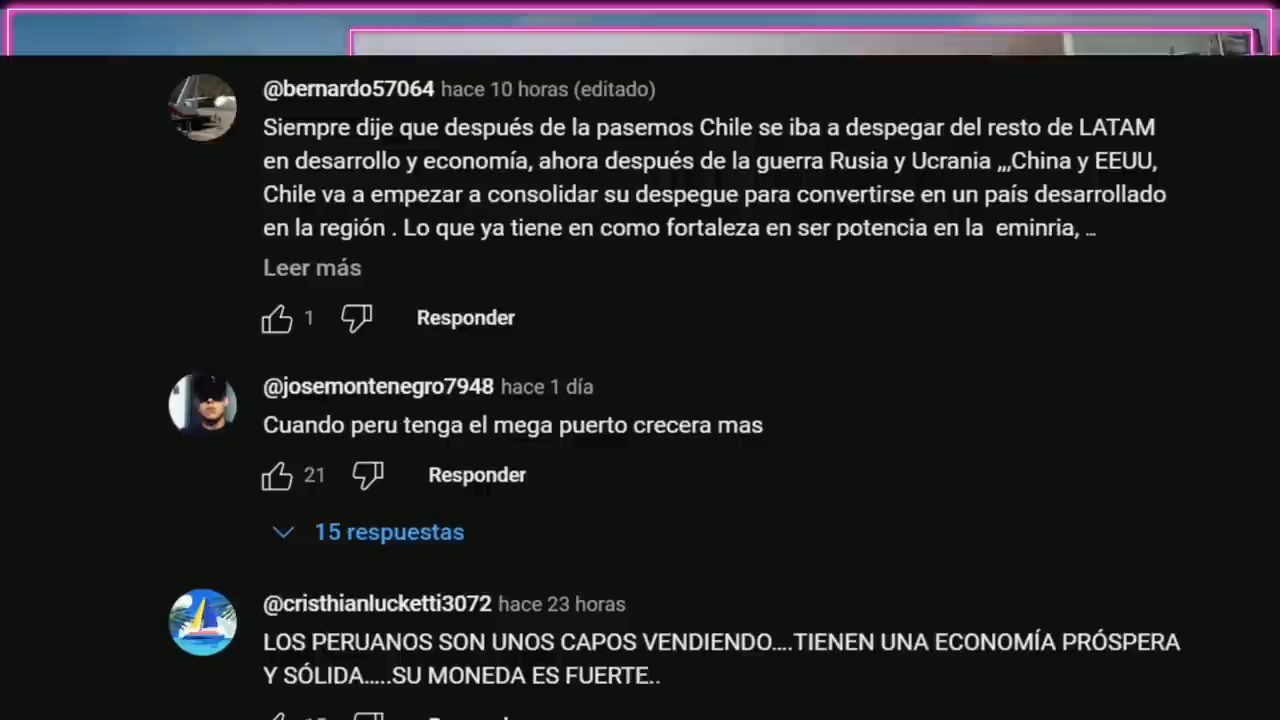 @bernardo57064 hace 10 horas (editado)
Siempre dije que después de la pasemos Chile se iba a despegar del resto de LATAM
en desarrollo y economía, ahora después de la guerra Rusia y Ucrania ,,,China y EEUU,
Chile va a empezar a consolidar su despegue para convertirse en un país desarrollado
en la región . Lo que ya tiene en como fortaleza en ser potencia en la  eminria, ...
Leer más
1 Responder
@josemontenegro7948 hace 1 día
Cuando peru tenga el mega puerto crecera mas
21 Responder
15 respuestas
@cristhianlucketti3072 hace 23 horas
LOS PERUANOS SON UNOS CAPOS VENDIENDO....TIENEN UNA ECONOMÍA PRÓSPERA
Y SÓLIDA.....SU MONEDA ES FUERTE..